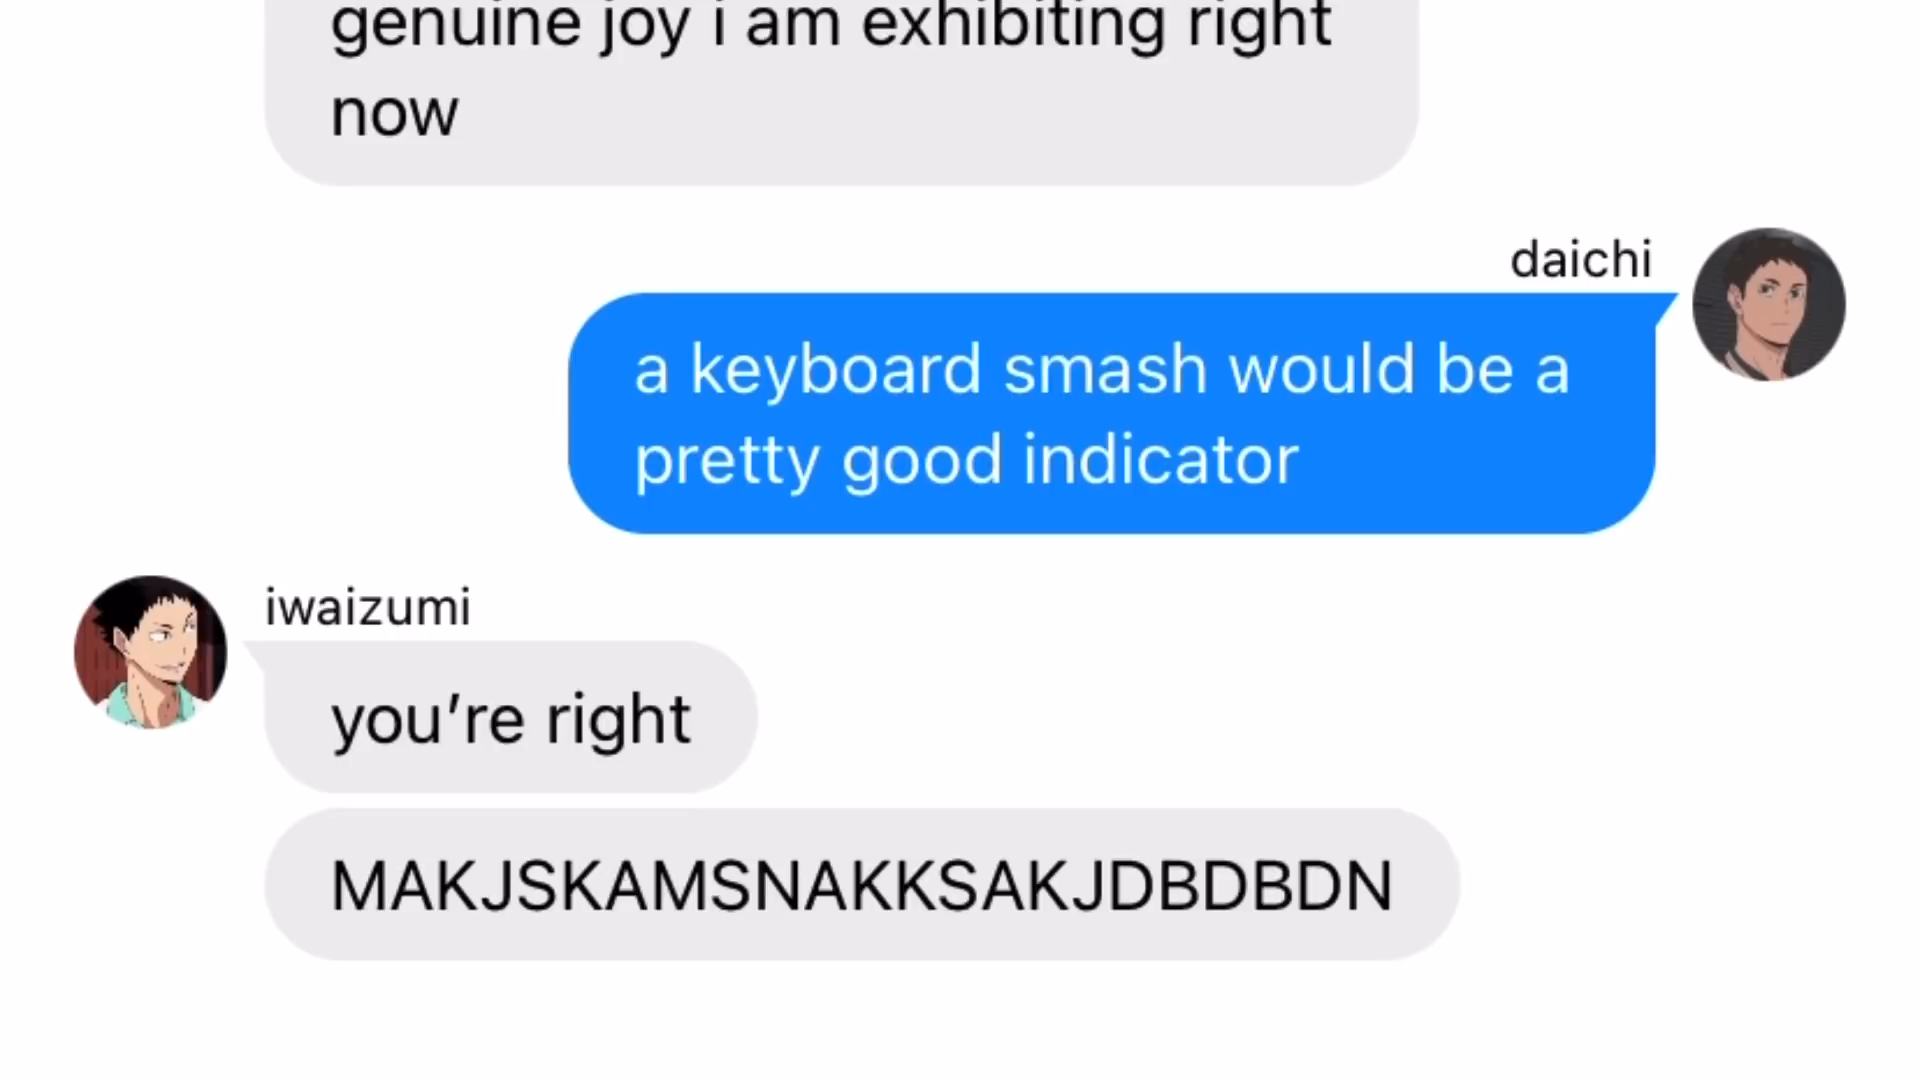 genuine joy i am exhibiting right
now
daichi
a keyboard smash would be a
pretty good indicator
iwaizumi
you’re right
MAKJSKAMSNAKKSAKJDBDBDN